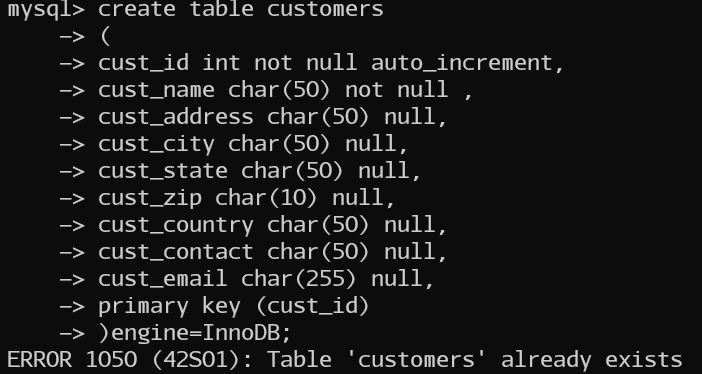 mysql> create table customers
    -> (
    -> cust_id int not null auto_increment,
    -> cust_name char(50) not null ,
    -> cust_address char(50) null,
    -> cust_city char(50) null,
    -> cust_state char(50) null,
    -> cust_zip char(10) null,
    -> cust_country char(50) null,
    -> cust_contact char(50) null,
    -> cust_email char(255) null,
    -> primary key (cust_id)
    -> )engine=InnoDB;
ERROR 1050 (42S01): Table 'customers' already exists